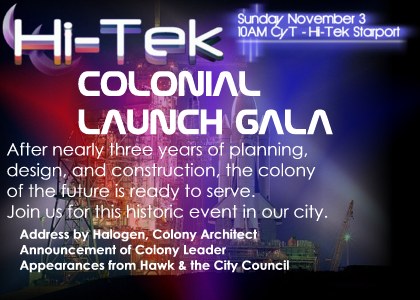 Hi-Tek
Sunday November 3
10AM CyT - Hi-Tek Starport
COLONIAL
LAUNCH GALA
After nearly three years of planning,
design, and construction, the colony
of the future is ready to serve.
Join us for this historic event in our city.
Address by Halogen, Colony Architect
Announcement of Colony Leader
Appearances from Hawk & the City Council